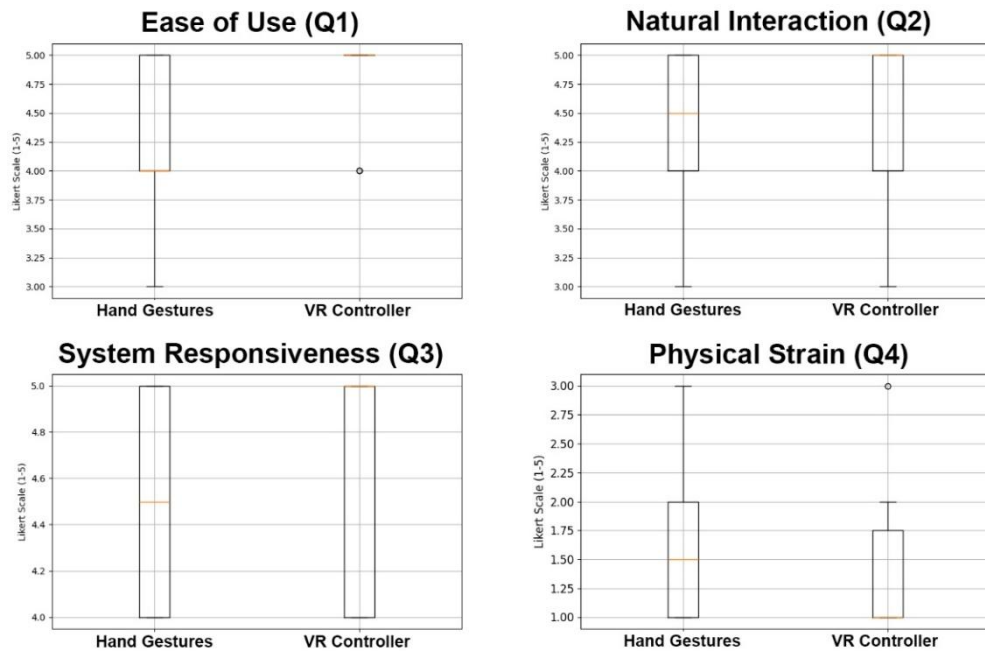 Ease of Use (Q1)
Likert Scale (1-5)
5.00
4.75
4.50
4.25
4.00
3.75
3.50
3.25
3.00
Hand Gestures VR Controller
Natural Interaction (Q2)
Likert Scale (1-5)
5.00
4.75
4.50
4.25
4.00
3.75
3.50
3.25
3.00
Hand Gestures VR Controller
System Responsiveness (Q3)
Likert Scale (1-5)
5.0
4.8
4.6
4.4
4.2
4.0
Hand Gestures VR Controller
Physical Strain (Q4)
Likert Scale (1-5)
3.00
2.75
2.50
2.25
2.00
1.75
1.50
1.25
1.00
Hand Gestures VR Controller